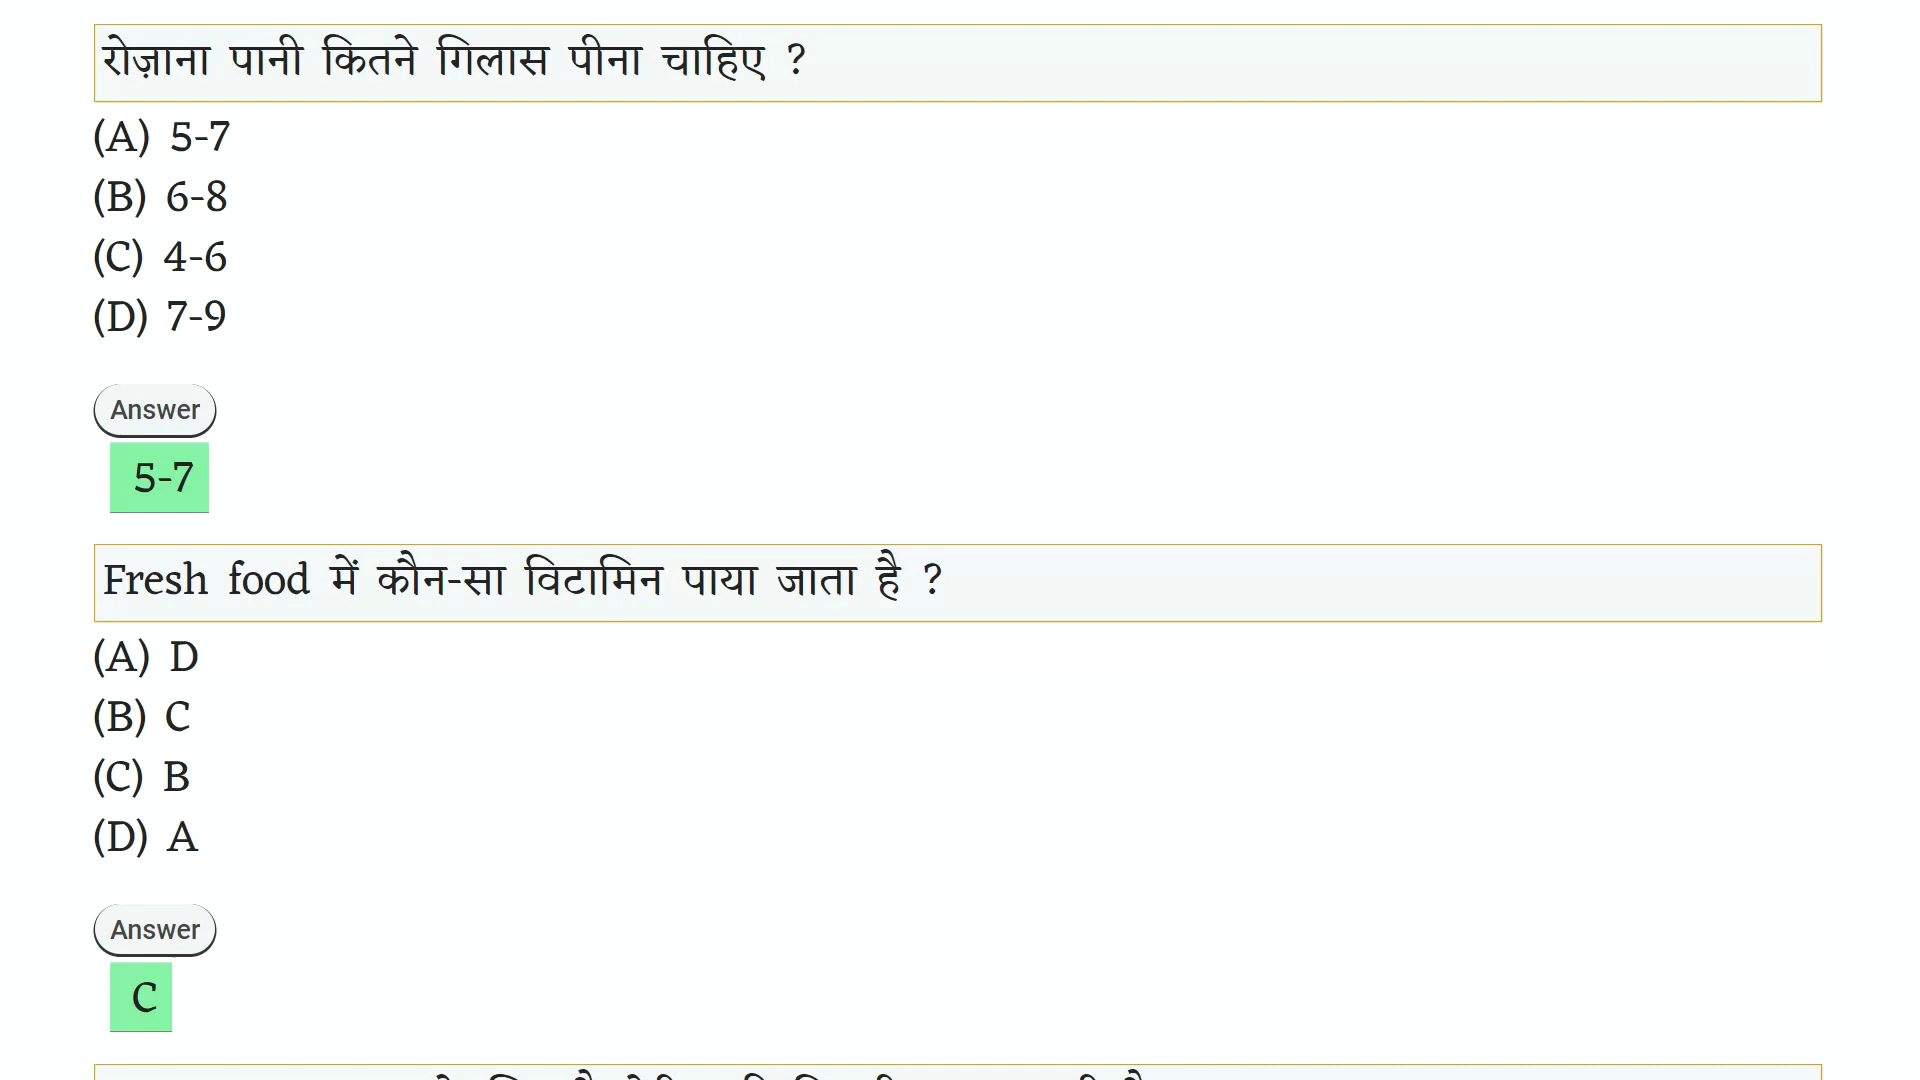 रोज़ाना पानी कितने गिलास पीना चाहिए ?
(A) 5-7
(B) 6-8
(C) 4-6
(D) 7-9
Answer
5-7
Fresh food में कौन-सा विटामिन पाया जाता है ?
(A) D
(B) C
(C) B
(D) A
Answer
C